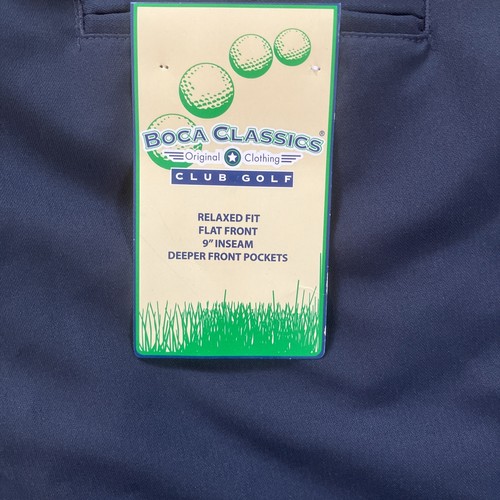 BOCA CLASSICS®
Original Clothing
CLUB GOLF
RELAXED FIT
FLAT FRONT
9" INSEAM
DEEPER FRONT POCKETS